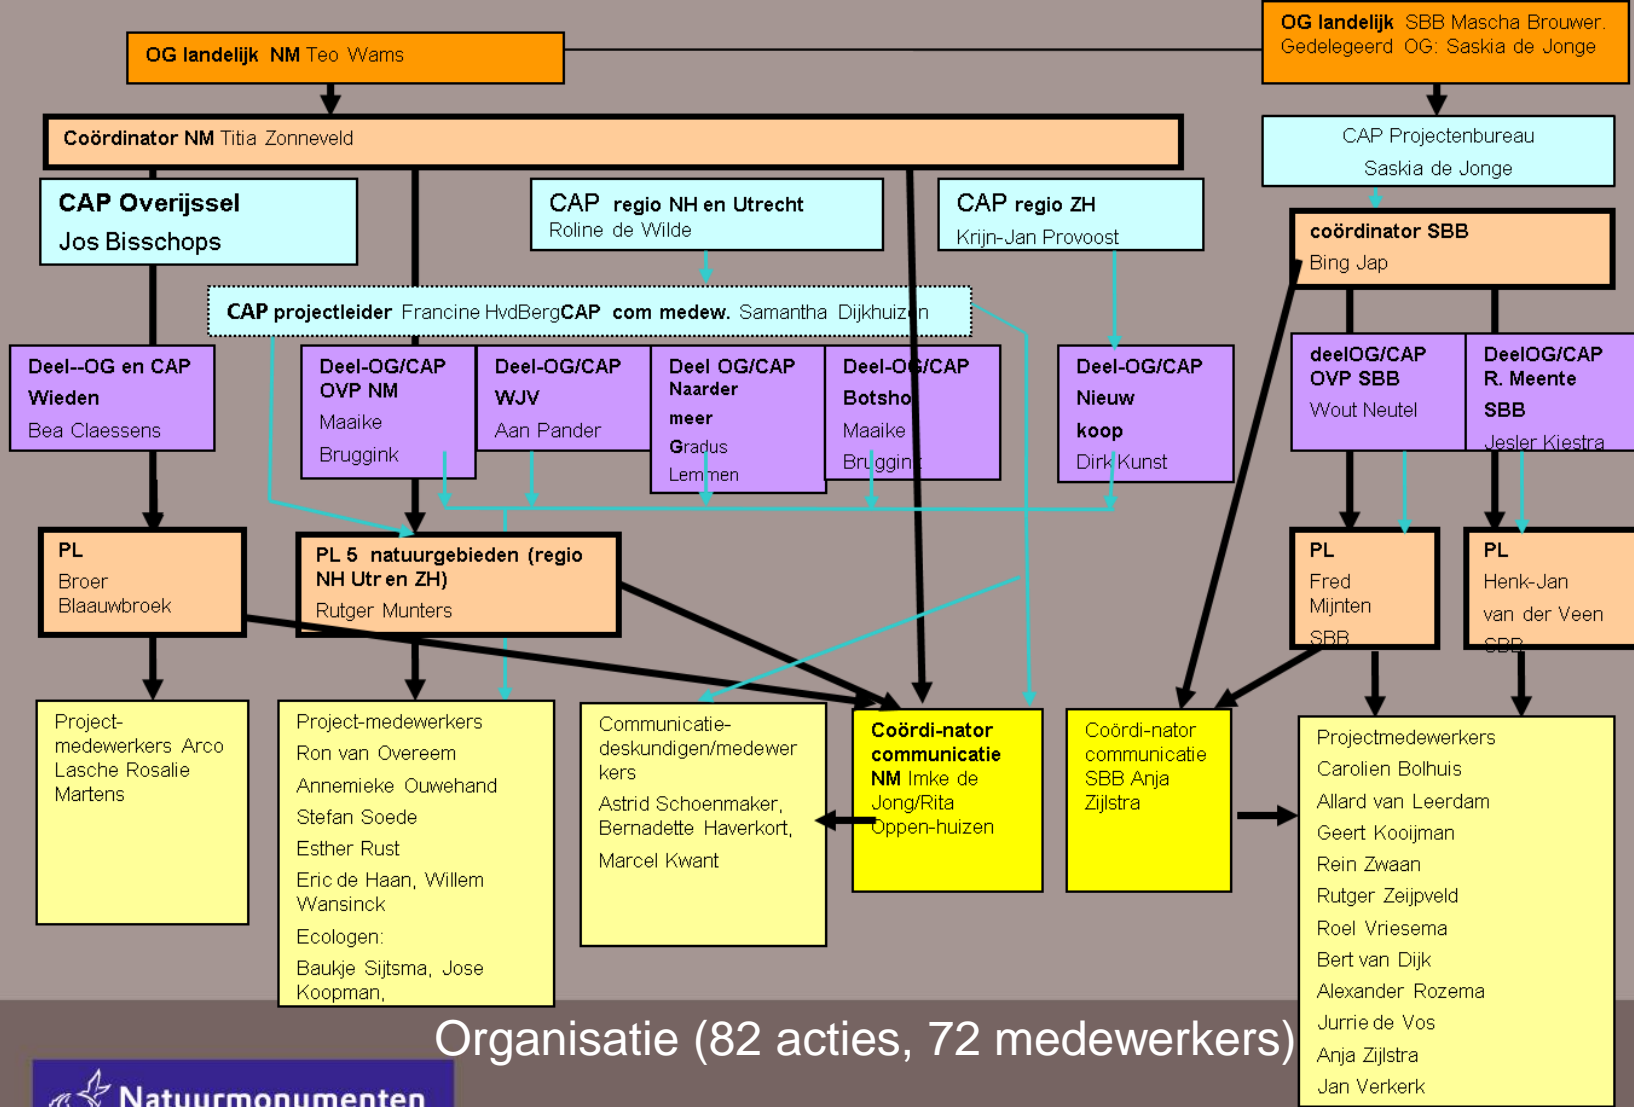 OG landelijk NM Teo Wams
OG landelijk SBB Mascha Brouwer.
Gedelegeerd OG: Saskia de Jonge
Coördinator NM Titia Zonneveld
CAP Projectenbureau
Saskia de Jonge
CAP Overijssel
Jos Bisschops
CAP regio NH en Utrecht
Roline de Wilde
CAP regio ZH
Krijn-Jan Provoost
coördinator SBB
Bing Jap
CAP projectleider Francine HvdBergCAP com medew. Samantha Dijkhuizen
Deel--OG en CAP
Wieden
Bea Claessens
Deel-OG/CAP
OVP NM
Maaike
Bruggink
Deel-OG/CAP
WJV
Aan Pander
Deel OG/CAP
Naarder
meer
Gradus
Lemmen
Deel-OG/CAP
Botshol
Maaike
Bruggink
Deel-OG/CAP
Nieuw
koop
Dirk Kunst
deelOG/CAP
OVP SBB
Wout Neutel
DeelOG/CAP
R. Meente
SBB
Jesler Kiestra
PL
Broer
Blaauwbroek
PL 5 natuurgebieden (regio
NH Utr en ZH)
Rutger Munters
PL
Fred
Mijnten
SBB
PL
Henk-Jan
van der Veen
SBB
Project-
medewerkers Arco
Lasche Rosalie
Martens
Project-medewerkers
Ron van Overeem
Annemieke Ouwehand
Stefan Soede
Esther Rust
Eric de Haan, Willem
Wansinck
Ecologen:
Baukje Sijtsma, Jose
Koopman,
Communicatie-
deskundigen/medewer
kers
Astrid Schoenmaker,
Bernadette Haverkort,
Marcel Kwant
Coördi-nator
communicatie
NM Imke de
Jong/Rita
Oppen-huizen
Coördi-nator
communicatie
SBB Anja
Zijlstra
Projectmedewerkers
Carolien Bolhuis
Allard van Leerdam
Geert Kooijman
Rein Zwaan
Rutger Zeijpveld
Roel Vriesema
Bert van Dijk
Alexander Rozema
Jurrie de Vos
Anja Zijlstra
Jan Verkerk
Organisatie (82 acties, 72 medewerkers)
Natuurmonumenten